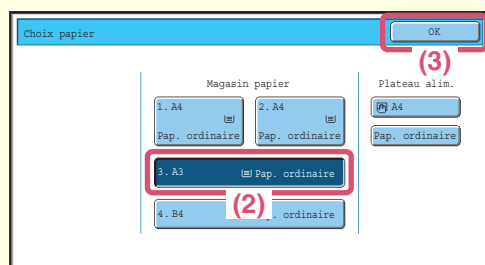 Choix papier
OK
(3)
Magasin papier
Plateau alim.
1. A4
Pap. ordinaire
2. A4
Pap. ordinaire
A4
Pap. ordinaire
3. A3 Pap. ordinaire
(2)
4. B4 ordinaire